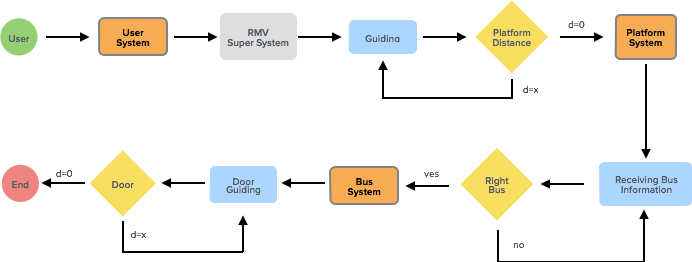 User
User
System
RMV
Super System
Guiding
Platform
Distance
d=0
Platform
System
d=x
End
d=0
Door
Door
Guiding
Bus
System
yes
Right
Bus
Receiving Bus
Information
d=x
no